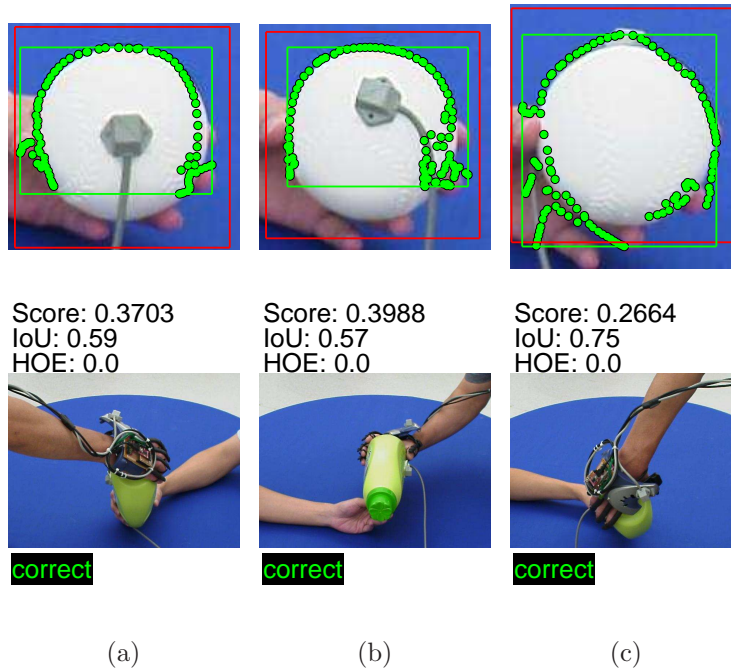 Score: 0.3703
IoU: 0.59
HOE: 0.0
Score: 0.3988
IoU: 0.57
HOE: 0.0
Score: 0.2664
IoU: 0.75
HOE: 0.0
correct
correct
correct
(a)
(b)
(c)